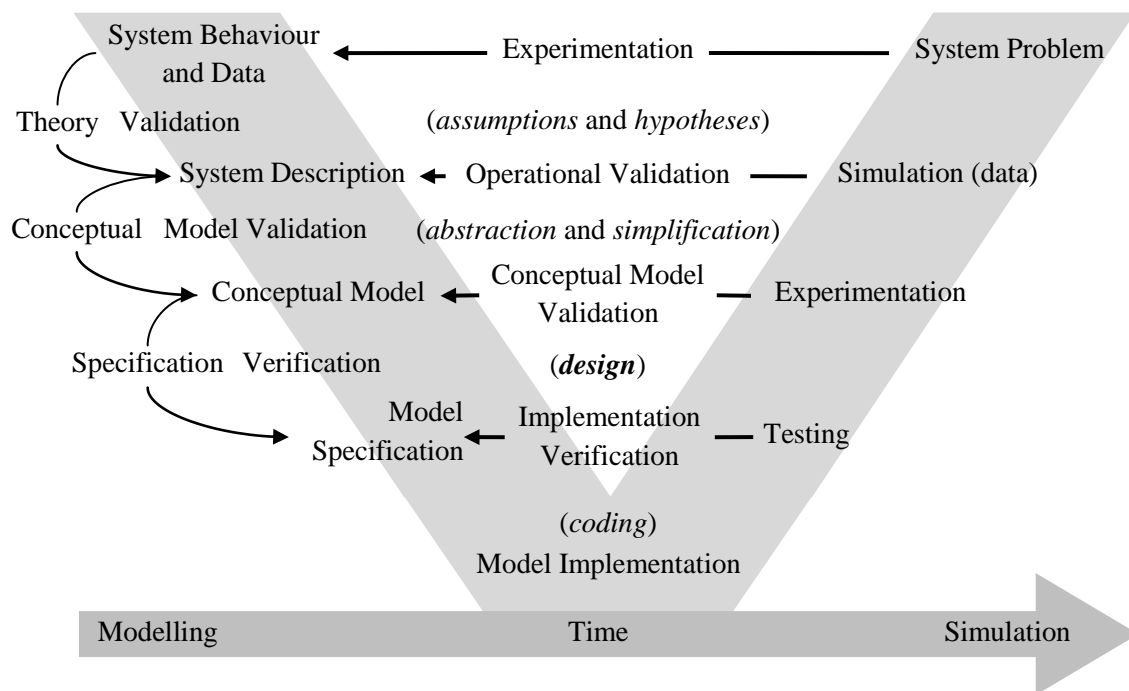 System Behaviour and Data
Experimentation
System Problem
Theory Validation
(assumptions and hypotheses)
System Description
Operational Validation
Simulation (data)
Conceptual Model Validation
(abstraction and simplification)
Conceptual Model
Conceptual Model
Validation
Experimentation
Specification Verification
(design)
Model
Specification
Implementation
Verification
Testing
(coding)
Model Implementation
Modelling
Time
Simulation